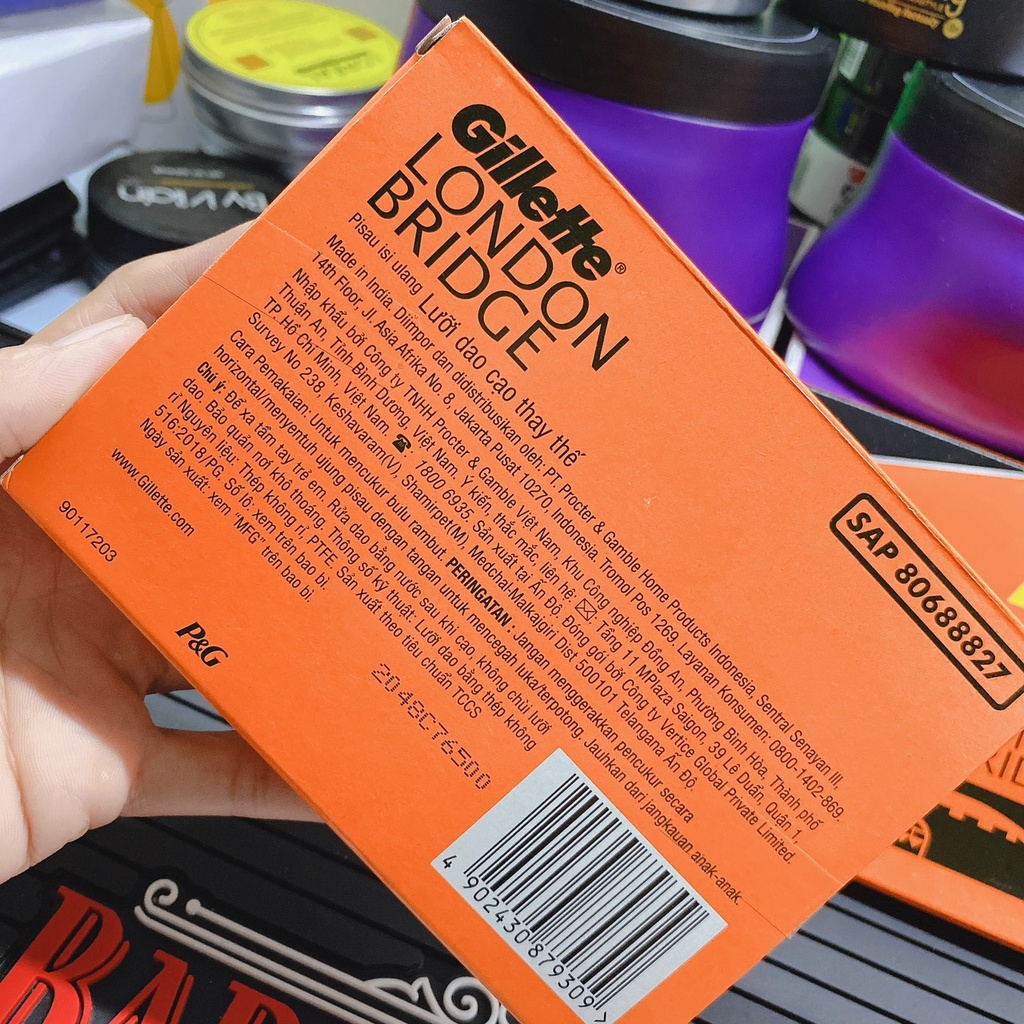 Gillette®
LONDON
BRIDGE
Pisau isi ulang Lưỡi dao cạo thay thế
Made in India. Diimpor dan didistribusikan oleh: PT. Procter & Gamble Home Products Indonesia, Sentral Senayan III,
14th Floor, Jl. Asia Afrika No. 8, Jakarta Pusat 10270, Indonesia. Tromol Pos 1269. Layanan Konsumen: 0800-1402-869.
Nhập khẩu bởi Công ty TNHH Procter & Gamble Việt Nam, Khu Công nghiệp Đồng An, Phường Bình Hòa, Thành phố
Thuận An, Tỉnh Bình Dương, Việt Nam. Ý kiến, thắc mắc, liên hệ: ✉ Tầng 11 MPlaza Saigon, 39 Lê Duẩn, Quận 1,
TP. Hồ Chí Minh, Việt Nam. ☎ 7800 6935. Sản xuất tại Ấn Độ. Đóng gói bởi Công ty Vertice Global Private Limited.
Survey No 238, Keshavaram(V), Shamirpet(M), Medchal-Malkajgiri Dist 500101 Telangana Ấn Độ.
Cara Pemakaian: Untuk mencukur bulu rambut. PERINGATAN : Jangan menggerakkan pencukur secara
horizontal/menyentuh ujung pisau dengan tangan untuk mencegah luka/terpotong. Jauhkan dari jangkauan anak-anak.
Chú ý: Để xa tầm tay trẻ em. Rửa dao bằng nước sau khi cạo, không chùi lưỡi
dao. Bảo quản nơi khô thoáng. Thông số kỹ thuật: Lưỡi dao bằng thép không
rỉ Nguyên liệu: Thép không rỉ, PTFE. Sản xuất theo tiêu chuẩn TCCS
516:2018/PG. Số lô: xem trên bao bì.
Ngày sản xuất: xem "MFG" trên bao bì.
www.Gillette.com
90117203
P&G
2048C76500
SAP 80688827
4 902430 879309 >
By Vilain
BAR